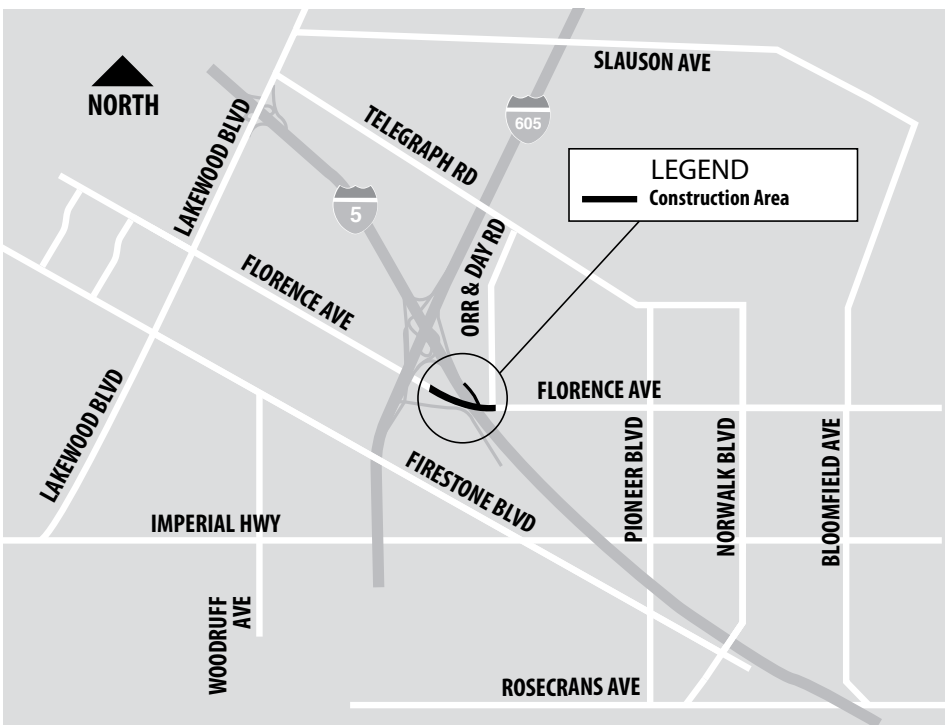 SLAUSON AVE
NORTH
LAKEWOOD BLVD
605
TELEGRAPH RD
LEGEND
Construction Area
5
ORR & DAY RD
FLORENCE AVE
FLORENCE AVE
LAKEWOOD BLVD
PIONEER BLVD
NORWALK BLVD
BLOOMFIELD AVE
FIRESTONE BLVD
IMPERIAL HWY
WOODRUFF
AVE
ROSECRANS AVE